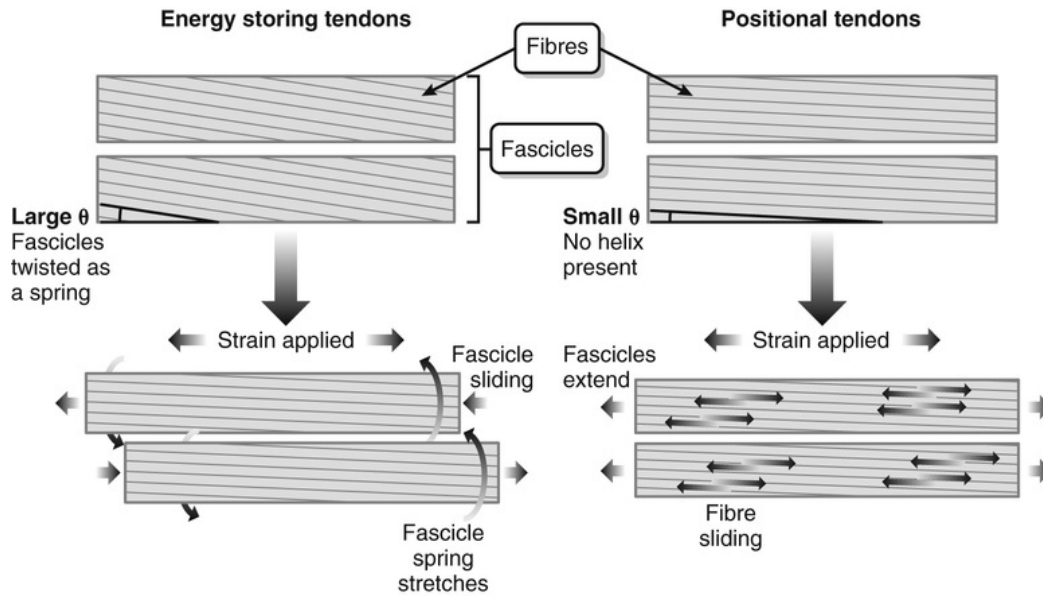 Energy storing tendons
Positional tendons
Fibres
Fascicles
Large θ
Fascicles
twisted as
a spring
Small θ
No helix
present
Strain applied
Strain applied
Fascicle
sliding
Fascicles
extend
Fascicle
spring
stretches
Fibre
sliding